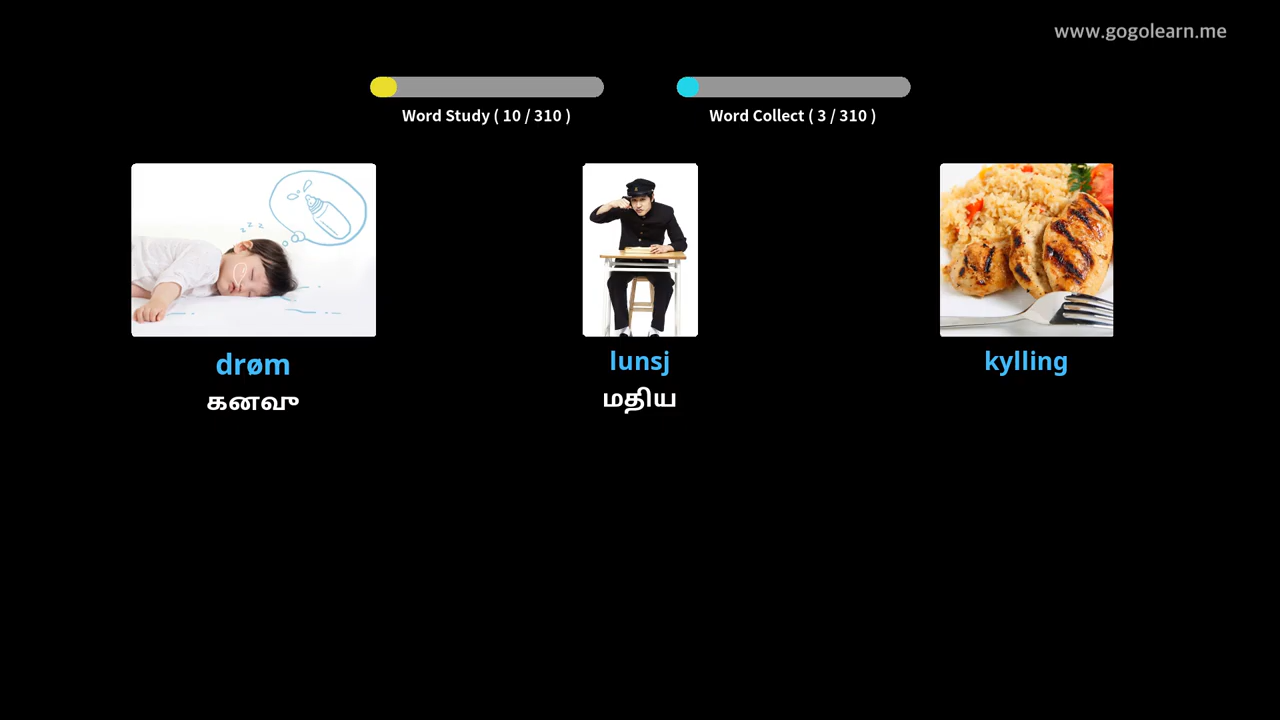 www.gogolearn.me
Word Study ( 10 / 310 )
Word Collect ( 3 / 310 )
drøm
கனவு
lunsj
மதிய
kylling